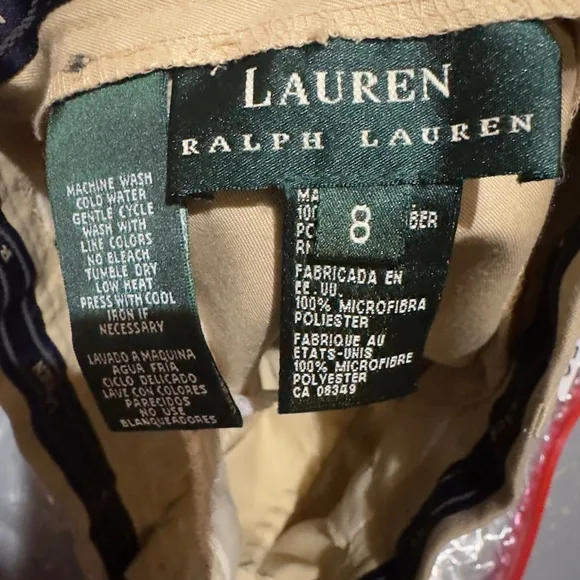 LAUREN
RALPH LAUREN
MACHINE WASH
COLD WATER
GENTLE CYCLE
WASH WITH
LIKE COLORS
NO BLEACH
TUMBLE DRY
LOW HEAT
PRESS WITH COOL
IRON IF
NECESSARY
LAVADO A MAQUINA
AGUA FRIA
CICLO DELICADO
LAVE CON COLORES
PARECIDOS
NO USE
BLANQUEADORES
8
FABRICADA EN
EE.UU.
100% MICROFIBRA
POLIESTER
FABRIQUE AU
ETATS-UNIS
100% MICROFIBRE
POLYESTER
CA 08349